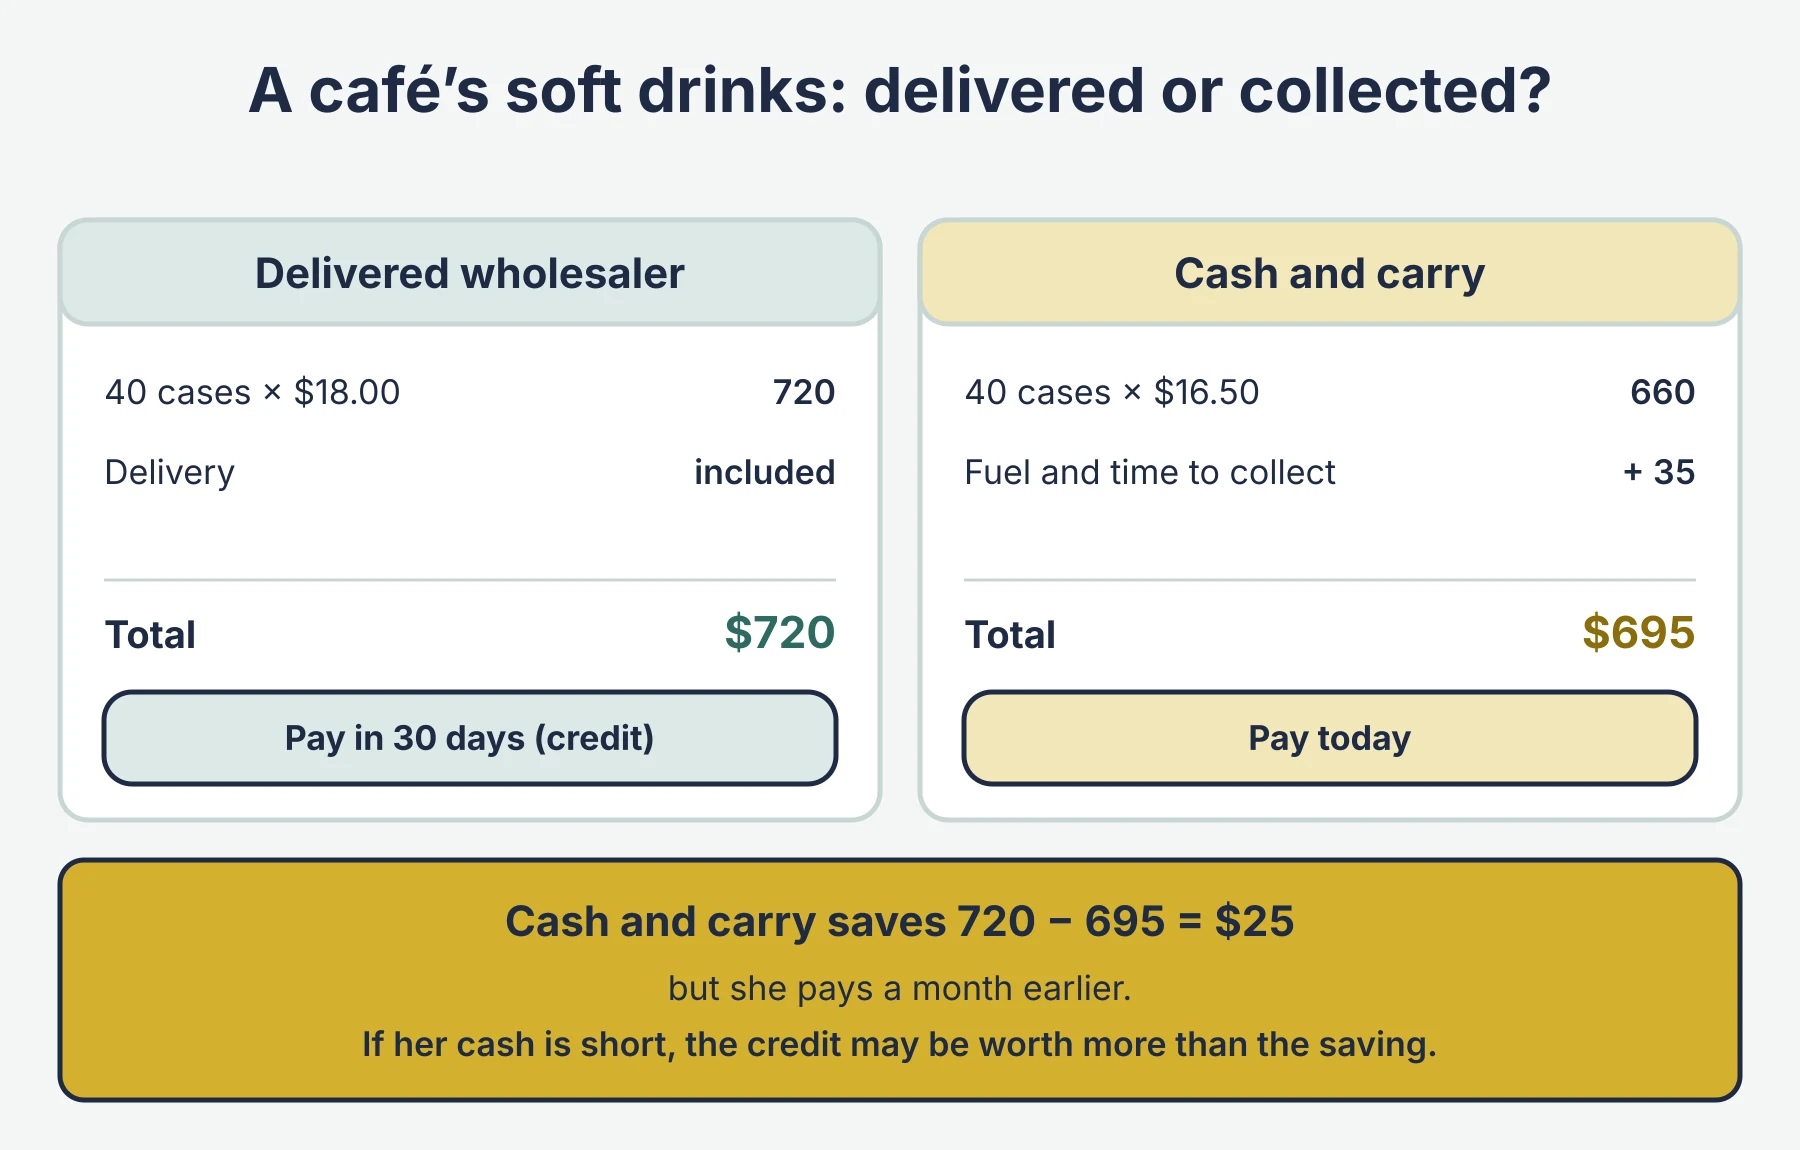 A café’s soft drinks: delivered or collected?
Delivered wholesaler
40 cases × $18.00 720
Delivery included
Total $720
Pay in 30 days (credit)
Cash and carry
40 cases × $16.50 660
Fuel and time to collect + 35
Total $695
Pay today
Cash and carry saves 720 − 695 = $25
but she pays a month earlier.
If her cash is short, the credit may be worth more than the saving.